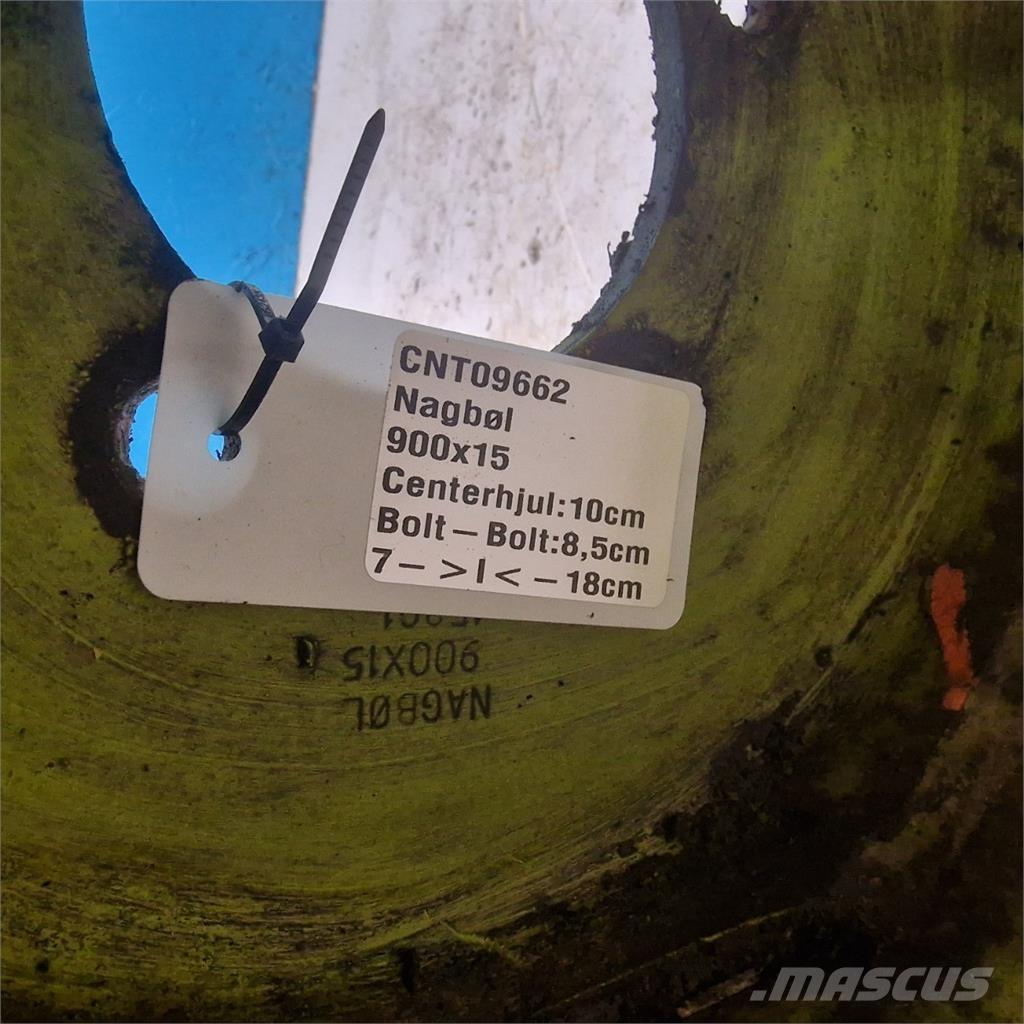 CNT09662
Nagbøl
900x15
Centerhjul:10cm
Bolt – Bolt:8,5cm
7– >I< –18cm
NAGBØL
900X15
.MASCUS